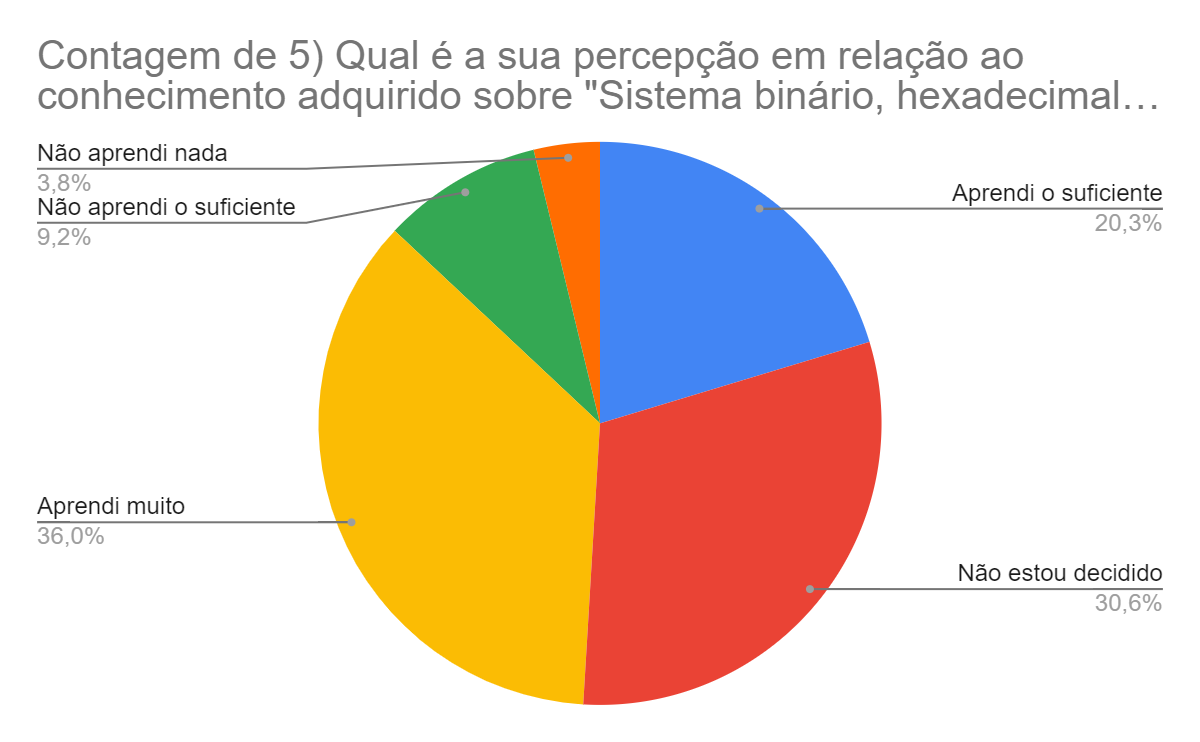 Contagem de 5) Qual é a sua percepção em relação ao
conhecimento adquirido sobre "Sistema binário, hexadecimal…
Não aprendi nada
3,8%
Não aprendi o suficiente
9,2%
Aprendi o suficiente
20,3%
Aprendi muito
36,0%
Não estou decidido
30,6%